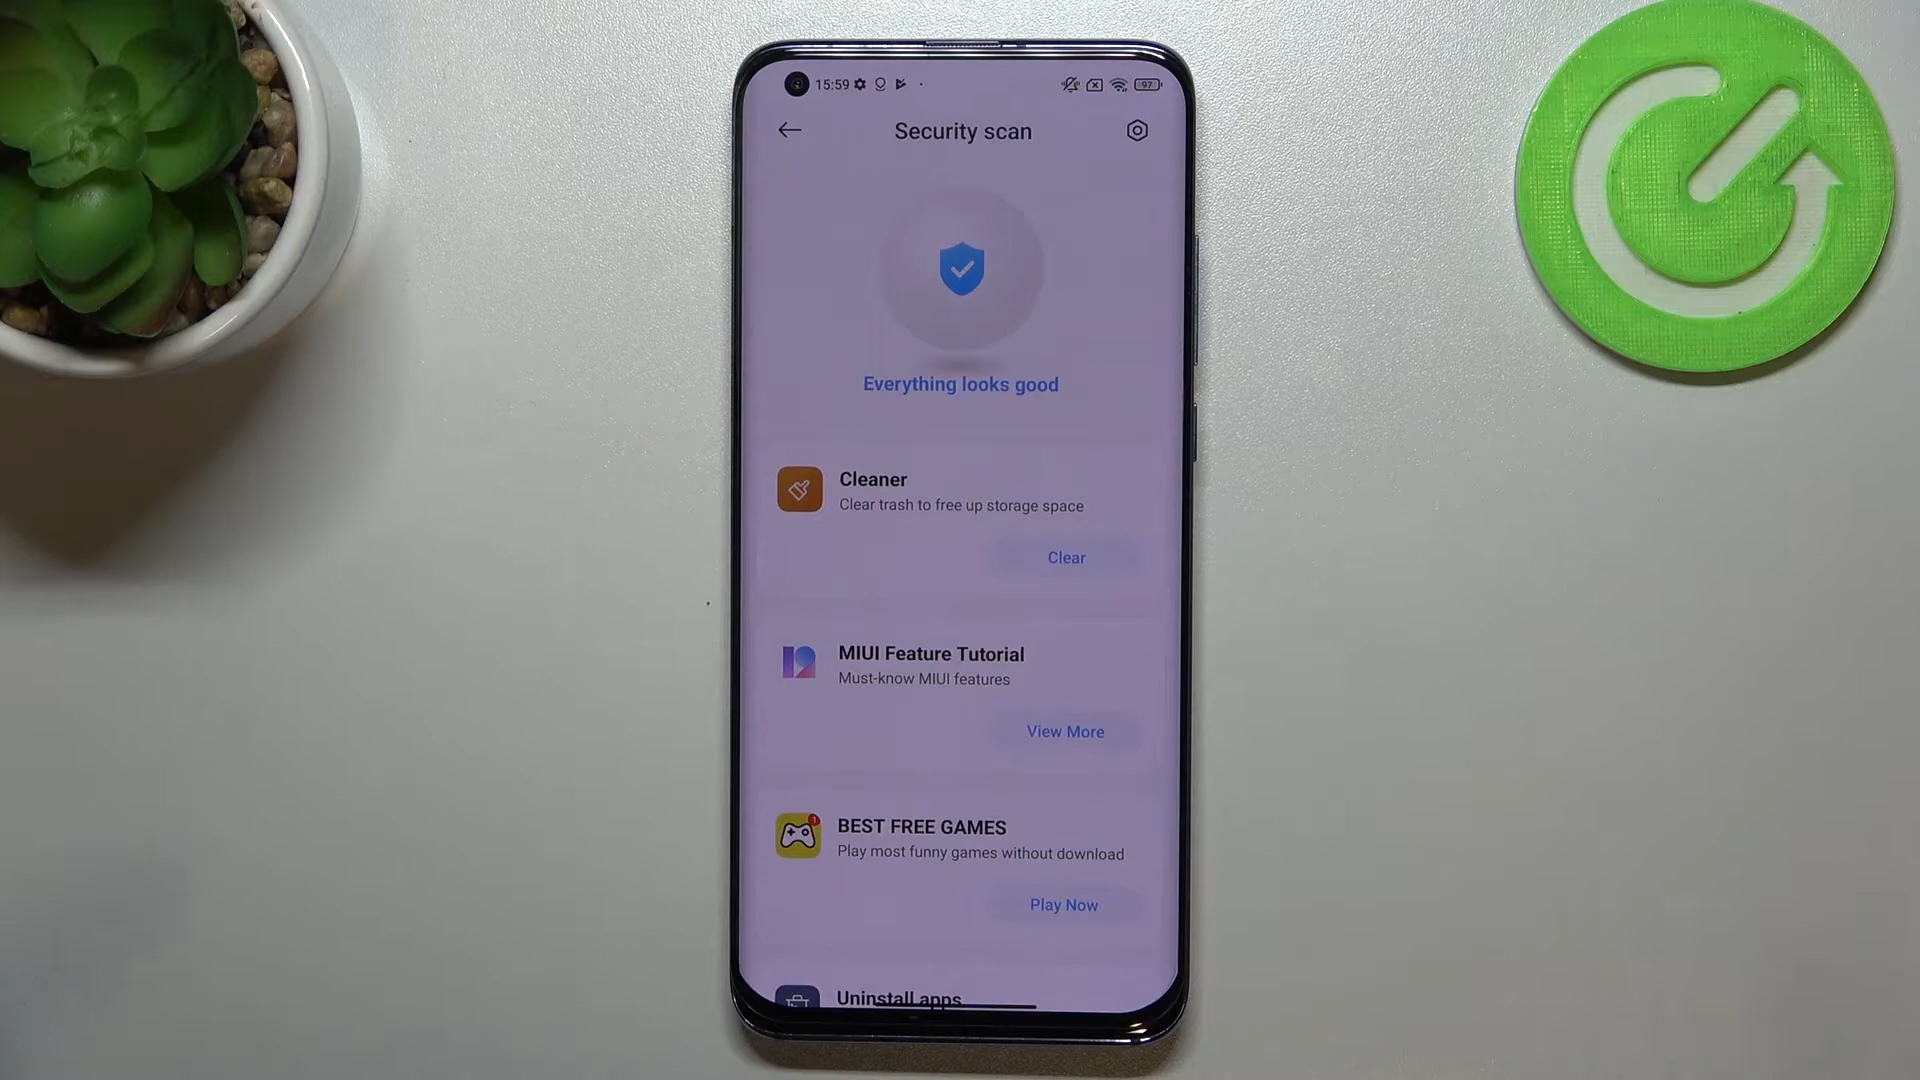 15:59
97
Security scan
Everything looks good
Cleaner
Clear trash to free up storage space
Clear
MIUI Feature Tutorial
Must-know MIUI features
View More
BEST FREE GAMES
Play most funny games without download
Play Now
Uninstall apps